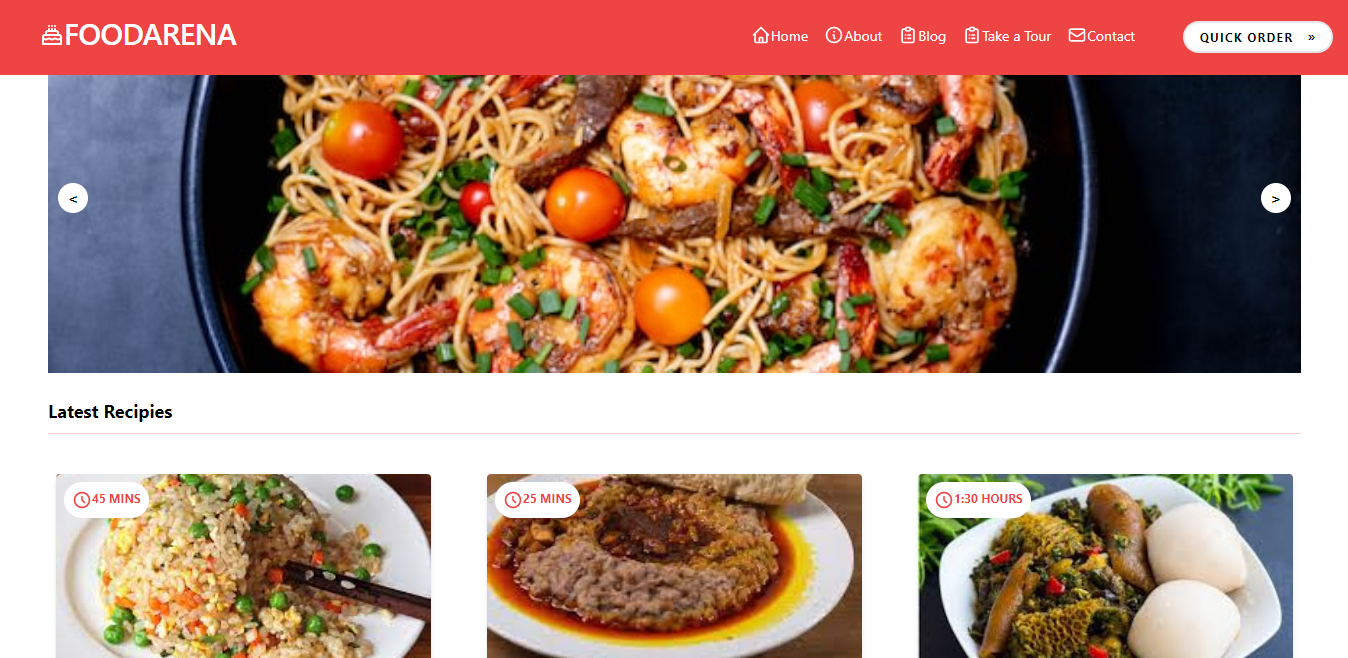 FOODARENA
Home About Blog Take a Tour Contact QUICK ORDER »
< >
Latest Recipies
45 MINS 25 MINS 1:30 HOURS